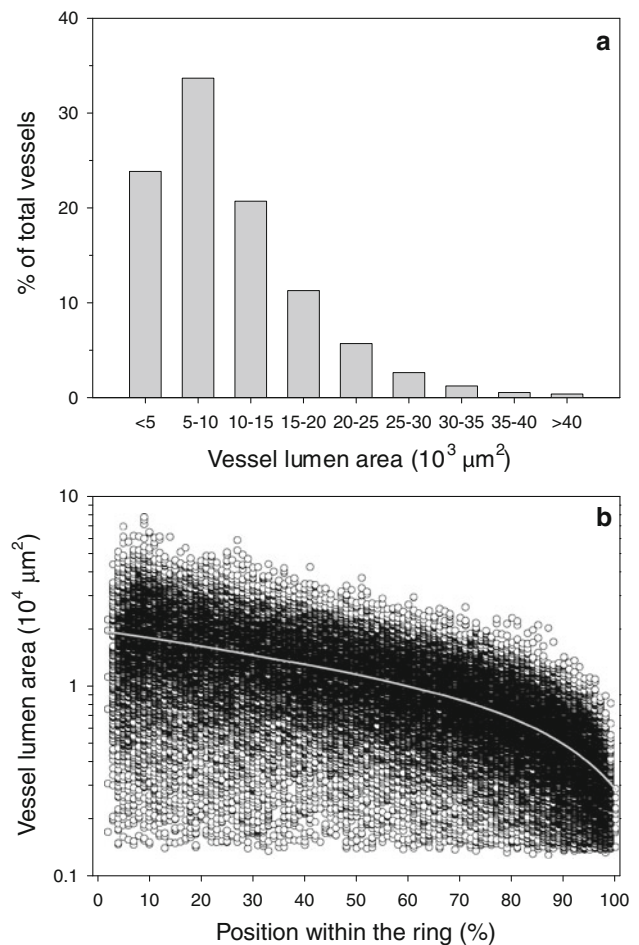 a
40
30
20
10
0
% of total vessels
<5 5-10 10-15 15-20 20-25 25-30 30-35 35-40 >40
Vessel lumen area (10³ µm²)
b
10
1
0.1
Vessel lumen area (10⁴ µm²)
0 10 20 30 40 50 60 70 80 90 100
Position within the ring (%)